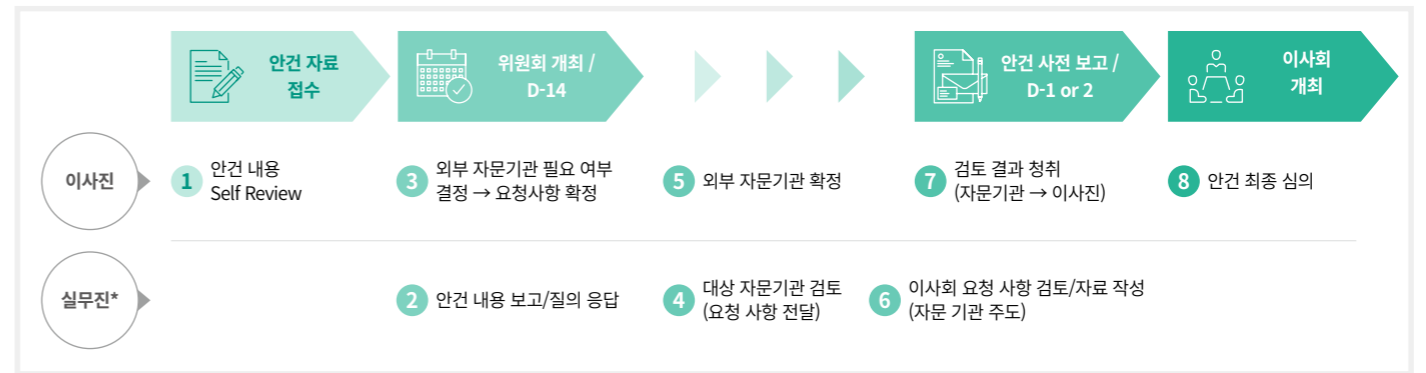 안건 자료
접수
위원회 개최 /
D-14
안건 사전 보고 /
D-1 or 2
이사회
개최
이사진
1 안건 내용
Self Review
3 외부 자문기관 필요 여부
결정 → 요청사항 확정
5 외부 자문기관 확정
7 검토 결과 청취
(자문기관 → 이사진)
8 안건 최종 심의
실무진*
2 안건 내용 보고/질의 응답
4 대상 자문기관 검토
(요청 사항 전달)
6 이사회 요청 사항 검토/자료 작성
(자문 기관 주도)